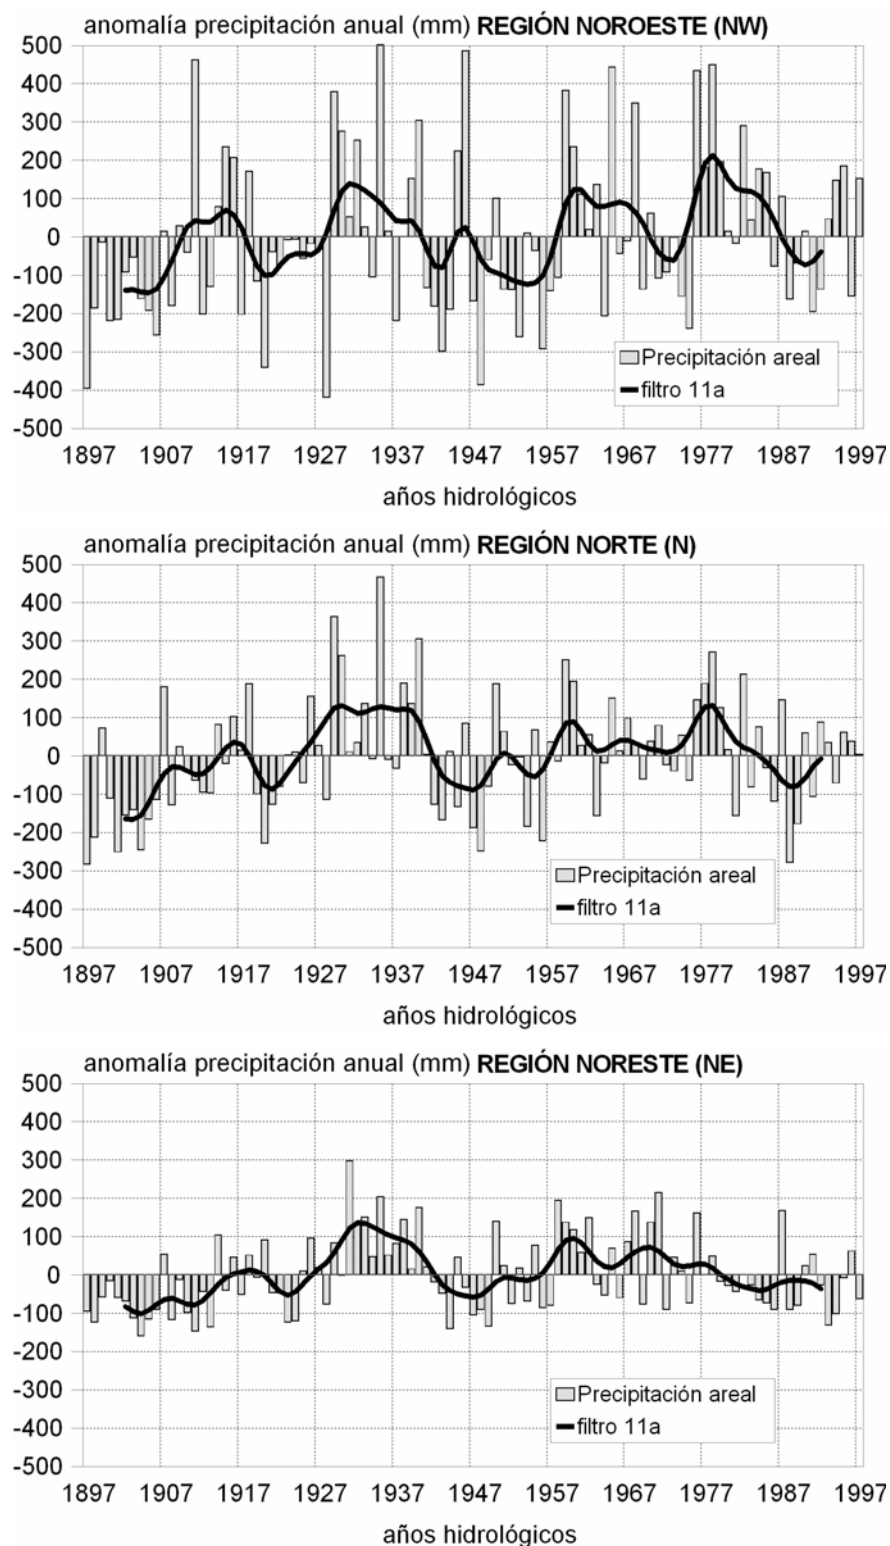 anomalía precipitación anual (mm) REGIÓN NOROESTE (NW)
500
400
300
200
100
0
-100
-200
-300
-400
-500
Precipitación areal
filtro 11a
1897 1907 1917 1927 1937 1947 1957 1967 1977 1987 1997
años hidrológicos
anomalía precipitación anual (mm) REGIÓN NORTE (N)
500
400
300
200
100
0
-100
-200
-300
-400
-500
Precipitación areal
filtro 11a
1897 1907 1917 1927 1937 1947 1957 1967 1977 1987 1997
años hidrológicos
anomalía precipitación anual (mm) REGIÓN NORESTE (NE)
500
400
300
200
100
0
-100
-200
-300
-400
-500
Precipitación areal
filtro 11a
1897 1907 1917 1927 1937 1947 1957 1967 1977 1987 1997
años hidrológicos